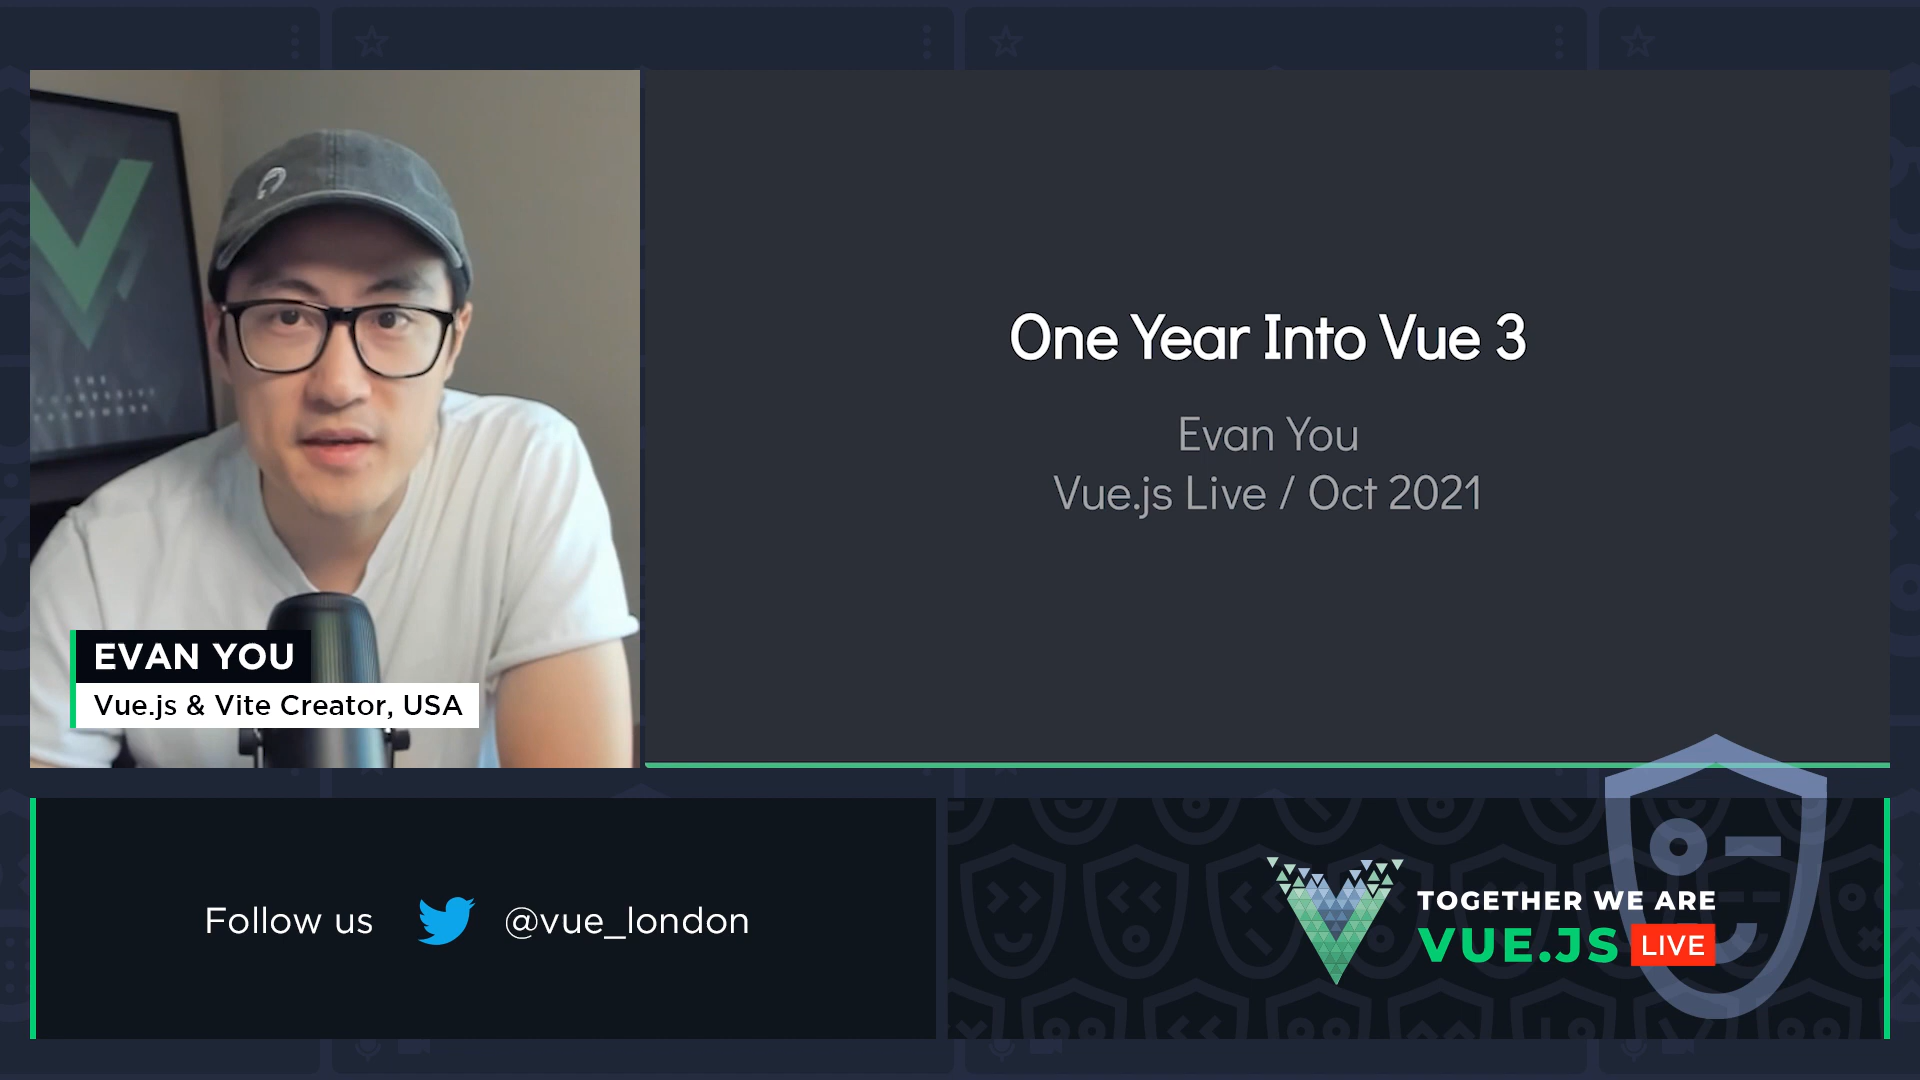 THE
EVAN YOU
Vue.js & Vite Creator, USA
One Year Into Vue 3
Evan You
Vue.js Live / Oct 2021
Follow us @vue_london
TOGETHER WE ARE
VUE.JS LIVE